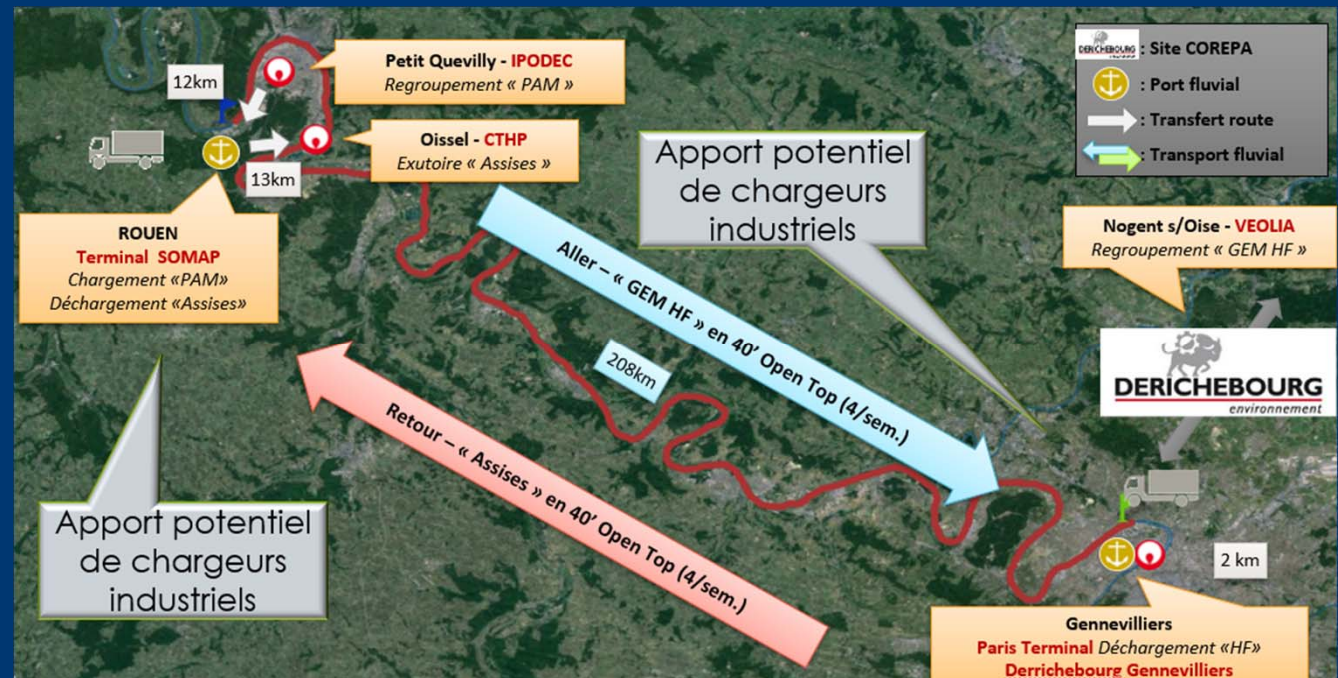 Petit Quevilly - IPODEC
Regroupement « PAM »
12km
Oissel - CTHP
Exutoire « Assises »
13km
ROUEN
Terminal SOMAP
Chargement «PAM»
Déchargement «Assises»
Apport potentiel
de chargeurs
industriels
DERICHEBOURG
: Site COREPA
: Port fluvial
: Transfert route
: Transport fluvial
Nogent s/Oise - VEOLIA
Regroupement « GEM HF »
DERICHEBOURG
environnement
Aller – « GEM HF » en 40’ Open Top (4/sem.)
208km
Retour – « Assises » en 40’ Open Top (4/sem.)
Apport potentiel
de chargeurs
industriels
2 km
Gennevilliers
Paris Terminal Déchargement «HF»
Derrichebourg Gennevilliers